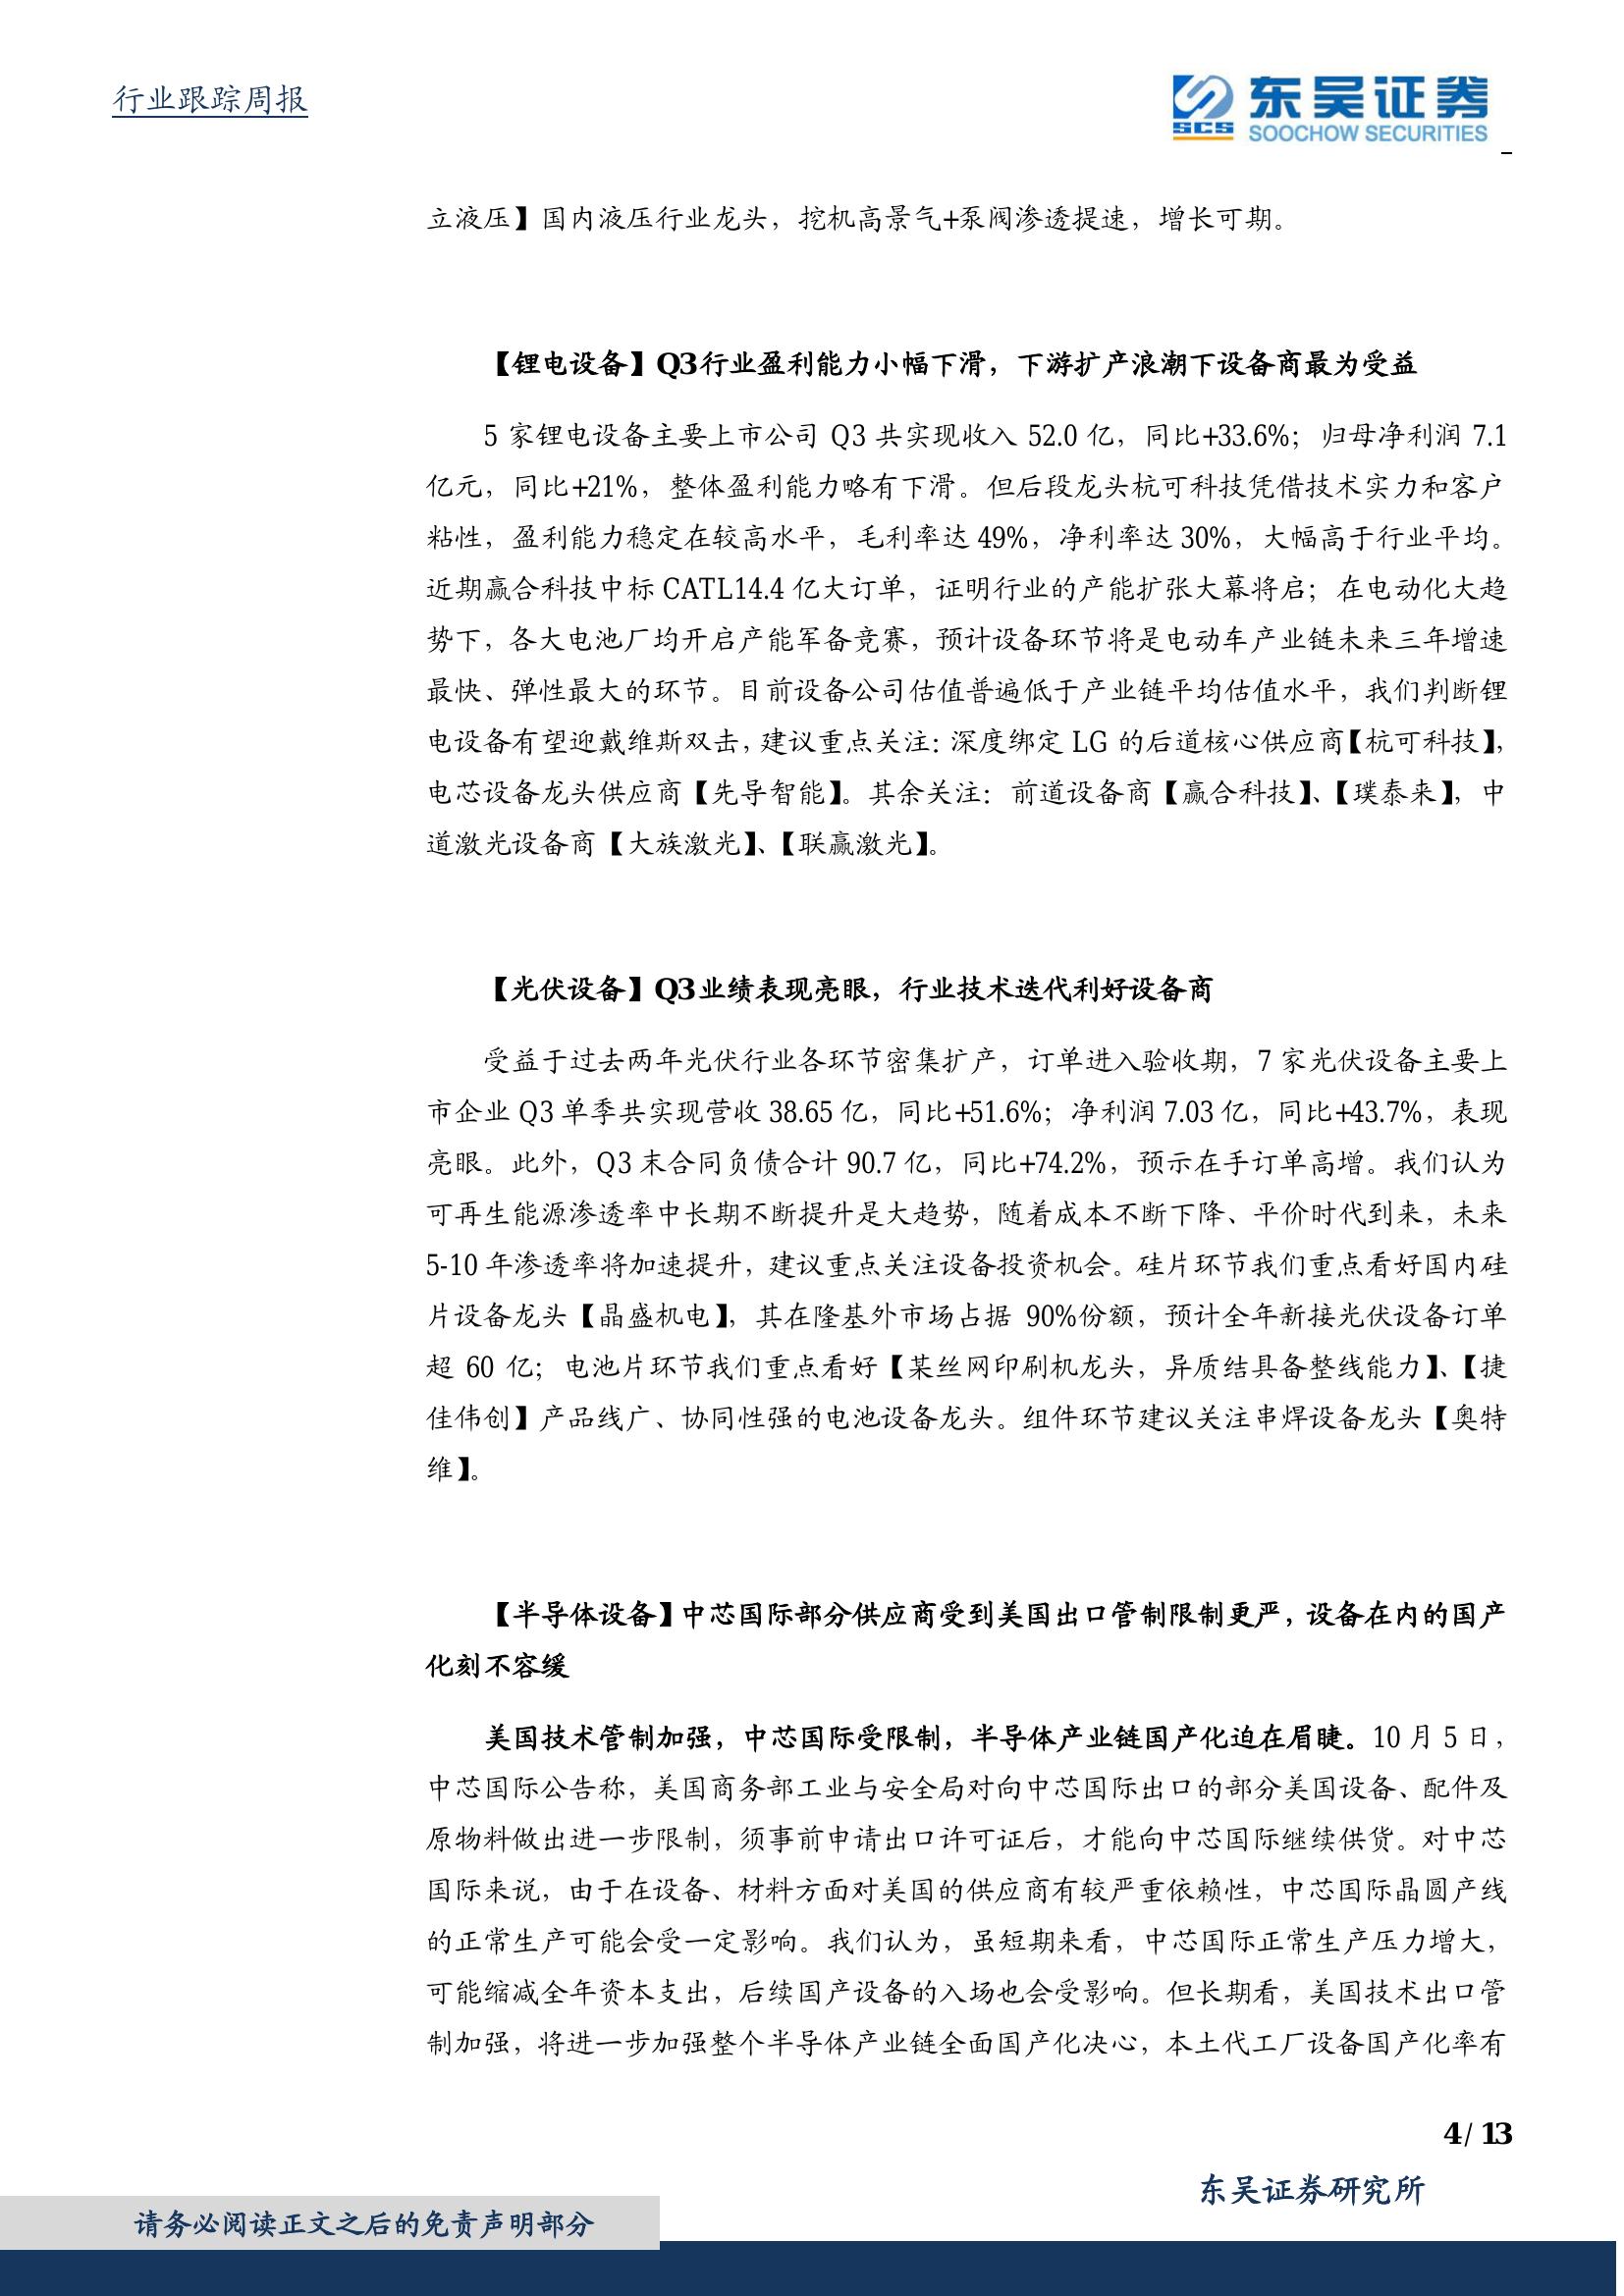 行业跟踪周报
SCS 东吴证券
SOOCHOW SECURITIES
立液压】国内液压行业龙头，挖机高景气+泵阀渗透提速，增长可期。
【锂电设备】Q3行业盈利能力小幅下滑，下游扩产浪潮下设备商最为受益
5 家锂电设备主要上市公司 Q3 共实现收入 52.0 亿，同比+33.6%；归母净利润 7.1
亿元，同比+21%，整体盈利能力略有下滑。但后段龙头杭可科技凭借技术实力和客户
粘性，盈利能力稳定在较高水平，毛利率达 49%，净利率达 30%，大幅高于行业平均。
近期赢合科技中标 CATL14.4 亿大订单，证明行业的产能扩张大幕将启；在电动化大趋
势下，各大电池厂均开启产能军备竞赛，预计设备环节将是电动车产业链未来三年增速
最快、弹性最大的环节。目前设备公司估值普遍低于产业链平均估值水平，我们判断锂
电设备有望迎戴维斯双击，建议重点关注：深度绑定 LG 的后道核心供应商【杭可科技】，
电芯设备龙头供应商【先导智能】。其余关注：前道设备商【赢合科技】、【璞泰来】，中
道激光设备商【大族激光】、【联赢激光】。
【光伏设备】Q3业绩表现亮眼，行业技术迭代利好设备商
受益于过去两年光伏行业各环节密集扩产，订单进入验收期，7 家光伏设备主要上
市企业 Q3 单季共实现营收 38.65 亿，同比+51.6%；净利润 7.03 亿，同比+43.7%，表现
亮眼。此外，Q3 末合同负债合计 90.7 亿，同比+74.2%，预示在手订单高增。我们认为
可再生能源渗透率中长期不断提升是大趋势，随着成本不断下降、平价时代到来，未来
5-10 年渗透率将加速提升，建议重点关注设备投资机会。硅片环节我们重点看好国内硅
片设备龙头【晶盛机电】，其在隆基外市场占据 90%份额，预计全年新接光伏设备订单
超 60 亿；电池片环节我们重点看好【某丝网印刷机龙头，异质结具备整线能力】、【捷
佳伟创】产品线广、协同性强的电池设备龙头。组件环节建议关注串焊设备龙头【奥特
维】。
【半导体设备】中芯国际部分供应商受到美国出口管制限制更严，设备在内的国产
化刻不容缓
美国技术管制加强，中芯国际受限制，半导体产业链国产化迫在眉睫。10 月 5 日，
中芯国际公告称，美国商务部工业与安全局对向中芯国际出口的部分美国设备、配件及
原物料做出进一步限制，须事前申请出口许可证后，才能向中芯国际继续供货。对中芯
国际来说，由于在设备、材料方面对美国的供应商有较严重依赖性，中芯国际晶圆产线
的正常生产可能会受一定影响。我们认为，虽短期来看，中芯国际正常生产压力增大，
可能缩减全年资本支出，后续国产设备的入场也会受影响。但长期看，美国技术出口管
制加强，将进一步加强整个半导体产业链全面国产化决心，本土代工厂设备国产化率有
4 / 13
东吴证券研究所
请务必阅读正文之后的免责声明部分